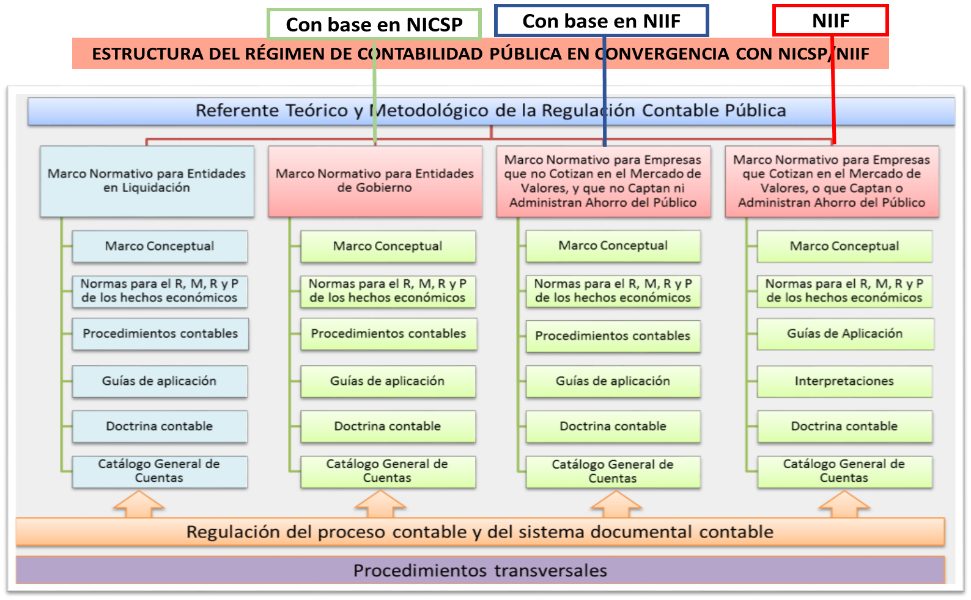 Con base en NICSP
Con base en NIIF
NIIF
ESTRUCTURA DEL RÉGIMEN DE CONTABILIDAD PÚBLICA EN CONVERGENCIA CON NICSP/NIIF
Referente Teórico y Metodológico de la Regulación Contable Pública
Marco Normativo para Entidades
en Liquidación
Marco Conceptual
Normas para el R, M, R y P
de los hechos económicos
Procedimientos contables
Guías de aplicación
Doctrina contable
Catálogo General de
Cuentas
Marco Normativo para Entidades
de Gobierno
Marco Conceptual
Normas para el R, M, R y P
de los hechos económicos
Procedimientos contables
Guías de aplicación
Doctrina contable
Catálogo General de
Cuentas
Marco Normativo para Empresas
que no Cotizan en el Mercado de
Valores, y que no Captan ni
Administran Ahorro del Público
Marco Conceptual
Normas para el R, M, R y P
de los hechos económicos
Procedimientos contables
Guías de aplicación
Doctrina contable
Catálogo General de
Cuentas
Marco Normativo para Empresas
que Cotizan en el Mercado de
Valores, o que Captan o
Administran Ahorro del Público
Marco Conceptual
Normas para el R, M, R y P
de los hechos económicos
Guías de Aplicación
Interpretaciones
Doctrina contable
Catálogo General de
Cuentas
Regulación del proceso contable y del sistema documental contable
Procedimientos transversales